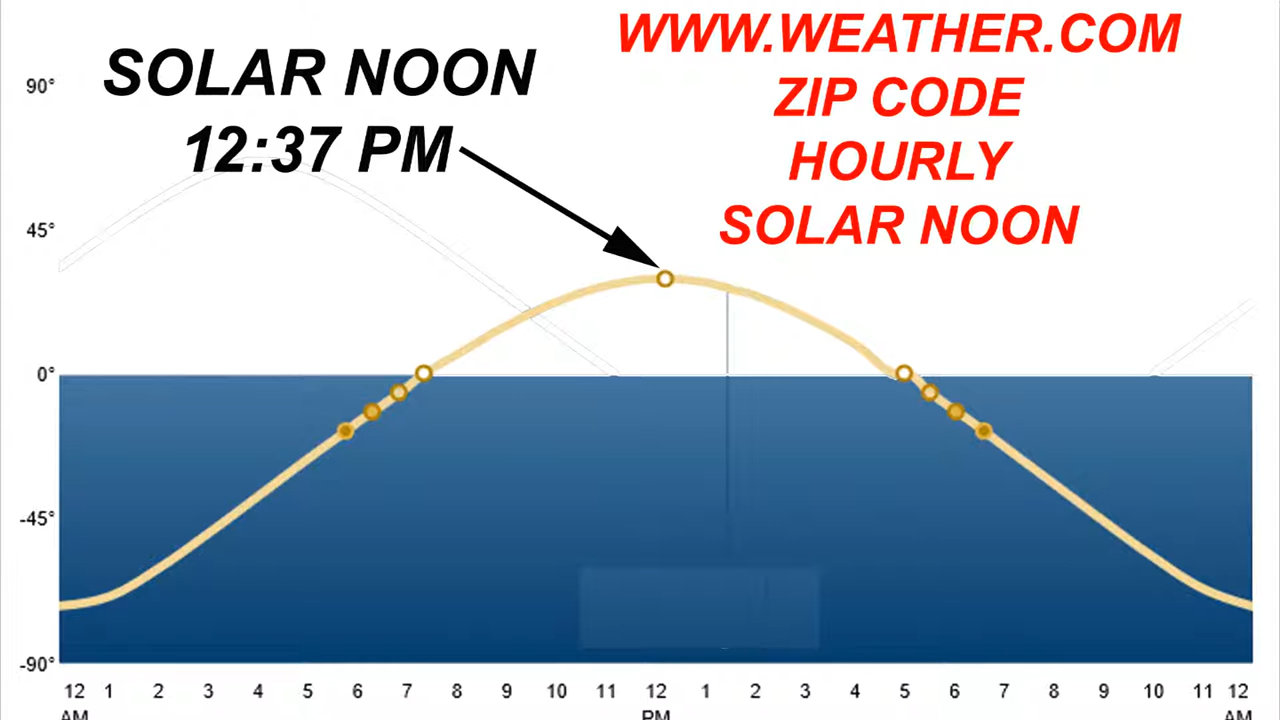 SOLAR NOON
12:37 PM
WWW.WEATHER.COM
ZIP CODE
HOURLY
SOLAR NOON
90°
45°
0°
-45°
-90°
12 1 2 3 4 5 6 7 8 9 10 11 12 1 2 3 4 5 6 7 8 9 10 11 12
AM PM AM